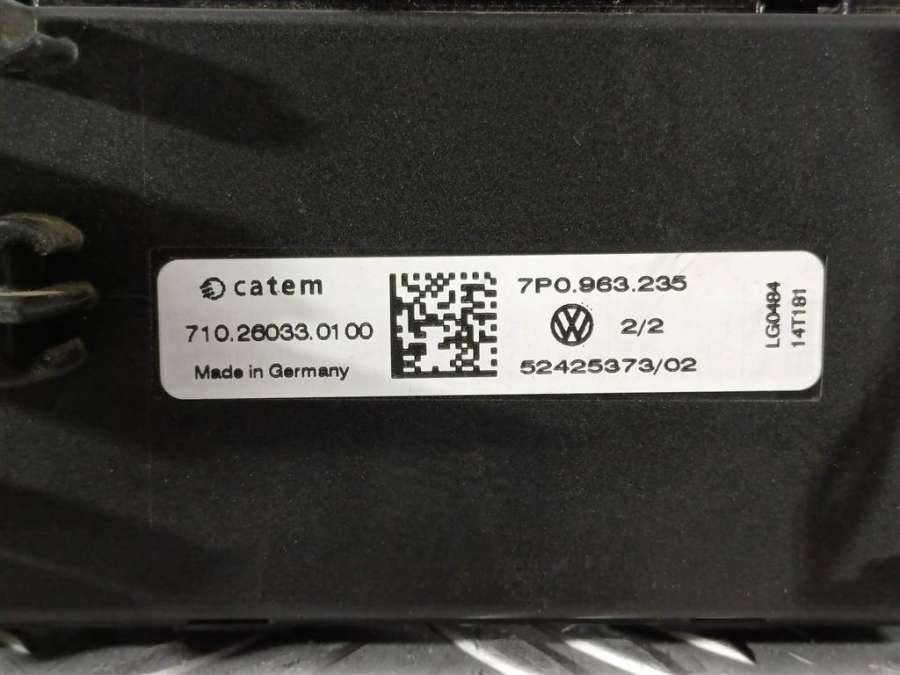 catem
710.26033.0100
Made in Germany
7P0.963.235
2/2
52425373/02
LG0484
14T181